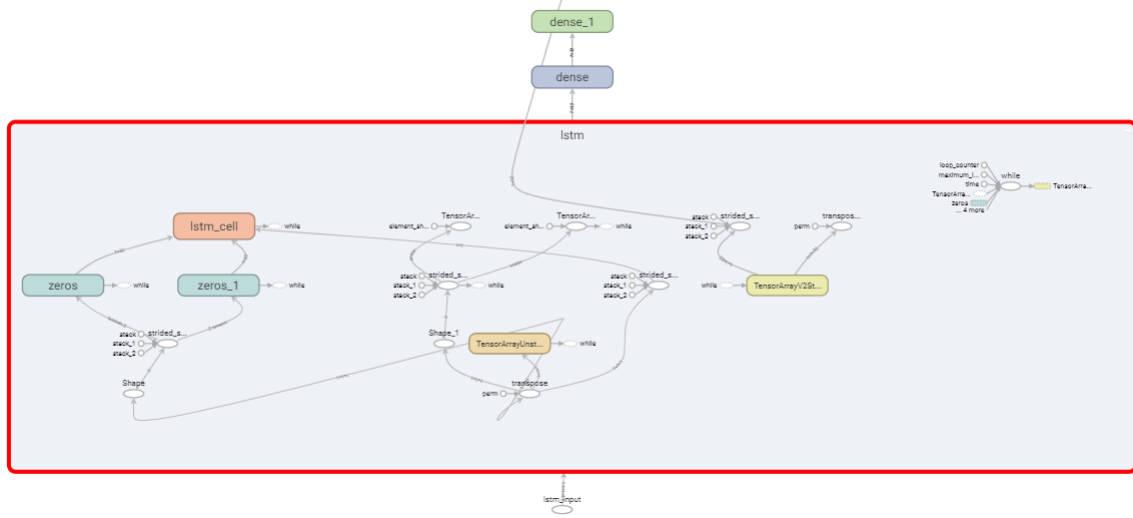 dense_1
dense
lstm
loop_counter
maximum_i...
time
TensorArra...
zeros
... 4 more
while
TensorArra...
lstm_cell
while
TensorAr...
element_sh...
TensorAr...
element_sh...
while
stack
stack_1
stack_2
strided_s...
transpos...
perm
zeros
while
zeros_1
while
stack
stack_1
stack_2
strided_s...
while
stack
stack_1
stack_2
strided_s...
while
TensorArrayV2St...
stack
stack_1
stack_2
strided_s...
Shape_1
TensorArrayUnst...
while
Shape
perm
transpose
lstm_input